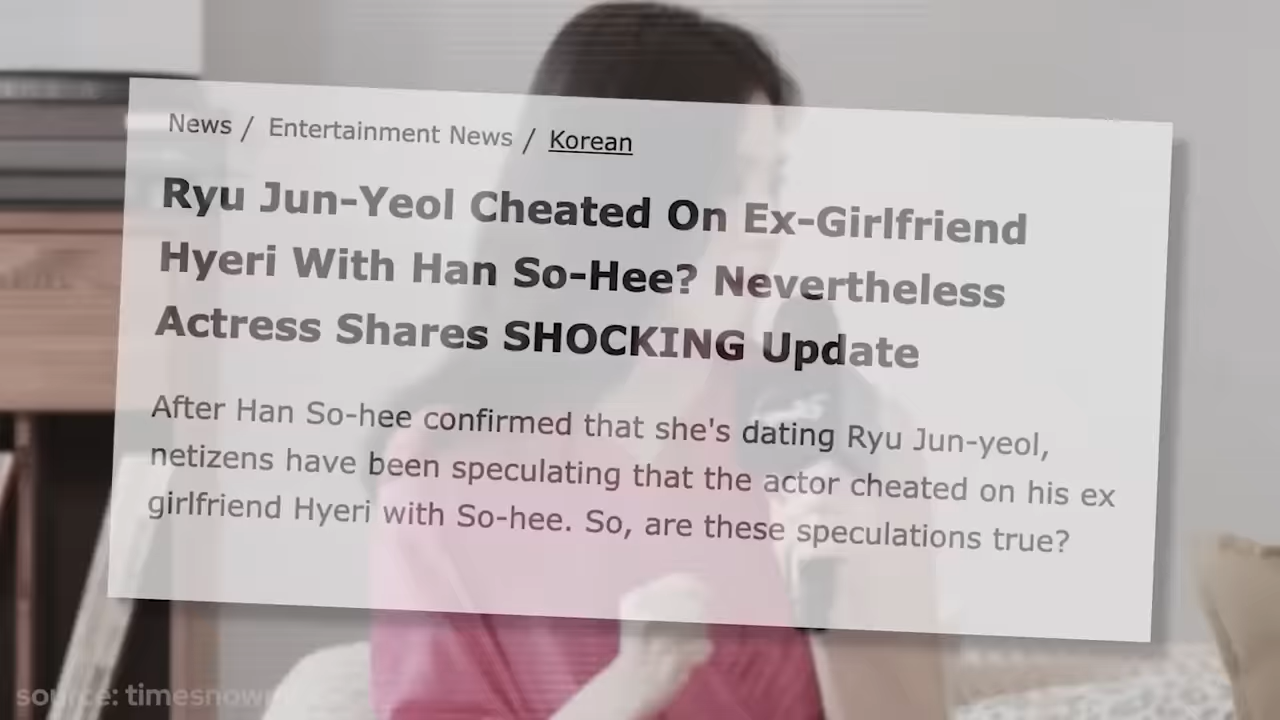 News / Entertainment News / Korean
Ryu Jun-Yeol Cheated On Ex-Girlfriend
Hyeri With Han So-Hee? Nevertheless
Actress Shares SHOCKING Update
After Han So-hee confirmed that she's dating Ryu Jun-yeol,
netizens have been speculating that the actor cheated on his ex
girlfriend Hyeri with So-hee. So, are these speculations true?
source: timesnow